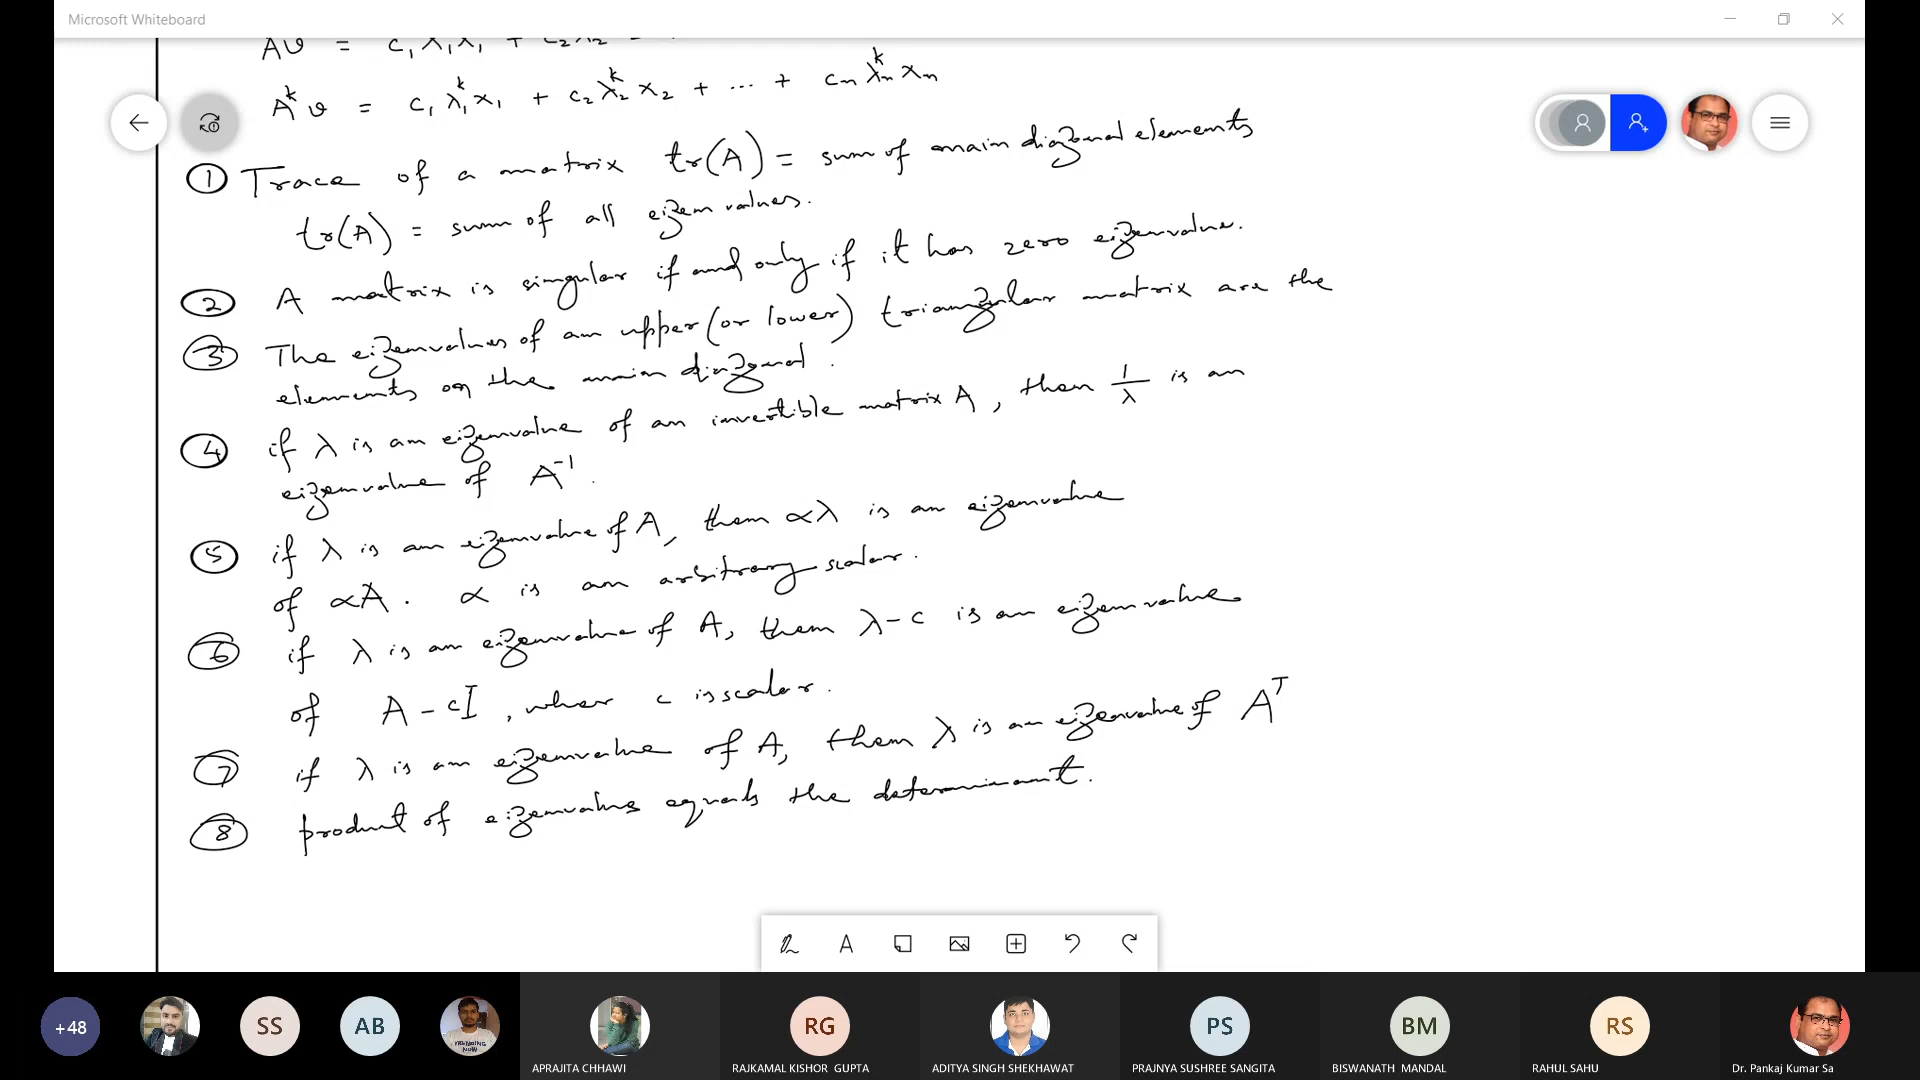 Microsoft Whiteboard
Av = c₁λ₁x₁ + c₂λ₂
Aᵏv = c₁λ₁ᵏx₁ + c₂λ₂ᵏx₂ + ... + cₙλₙᵏxₙ
① Trace of a matrix tr(A) = sum of main diagonal elements
tr(A) = sum of all eigenvalues.
② A matrix is singular if and only if it has zero eigenvalue.
③ The eigenvalues of an upper (or lower) triangular matrix are the
elements on the main diagonal.
④ if λ is an eigenvalue of an invertible matrix A, then 1/λ is an
eigenvalue of A⁻¹.
⑤ if λ is an eigenvalue of A, then αλ is an eigenvalue
of αA. α is an arbitrary scalar.
⑥ if λ is an eigenvalue of A, then λ-c is an eigenvalue
of A - cI, where c is scalar.
⑦ if λ is an eigenvalue of A, then λ is an eigenvalue of Aᵀ
⑧ product of eigenvalues equals the determinant.
+48 SS AB RG PS BM RS
TRENDING NOW
APRAJITA CHHAWI RAJKAMAL KISHOR GUPTA ADITYA SINGH SHEKHAWAT PRAJNYA SUSHREE SANGITA BISWANATH MANDAL RAHUL SAHU Dr. Pankaj Kumar Sa